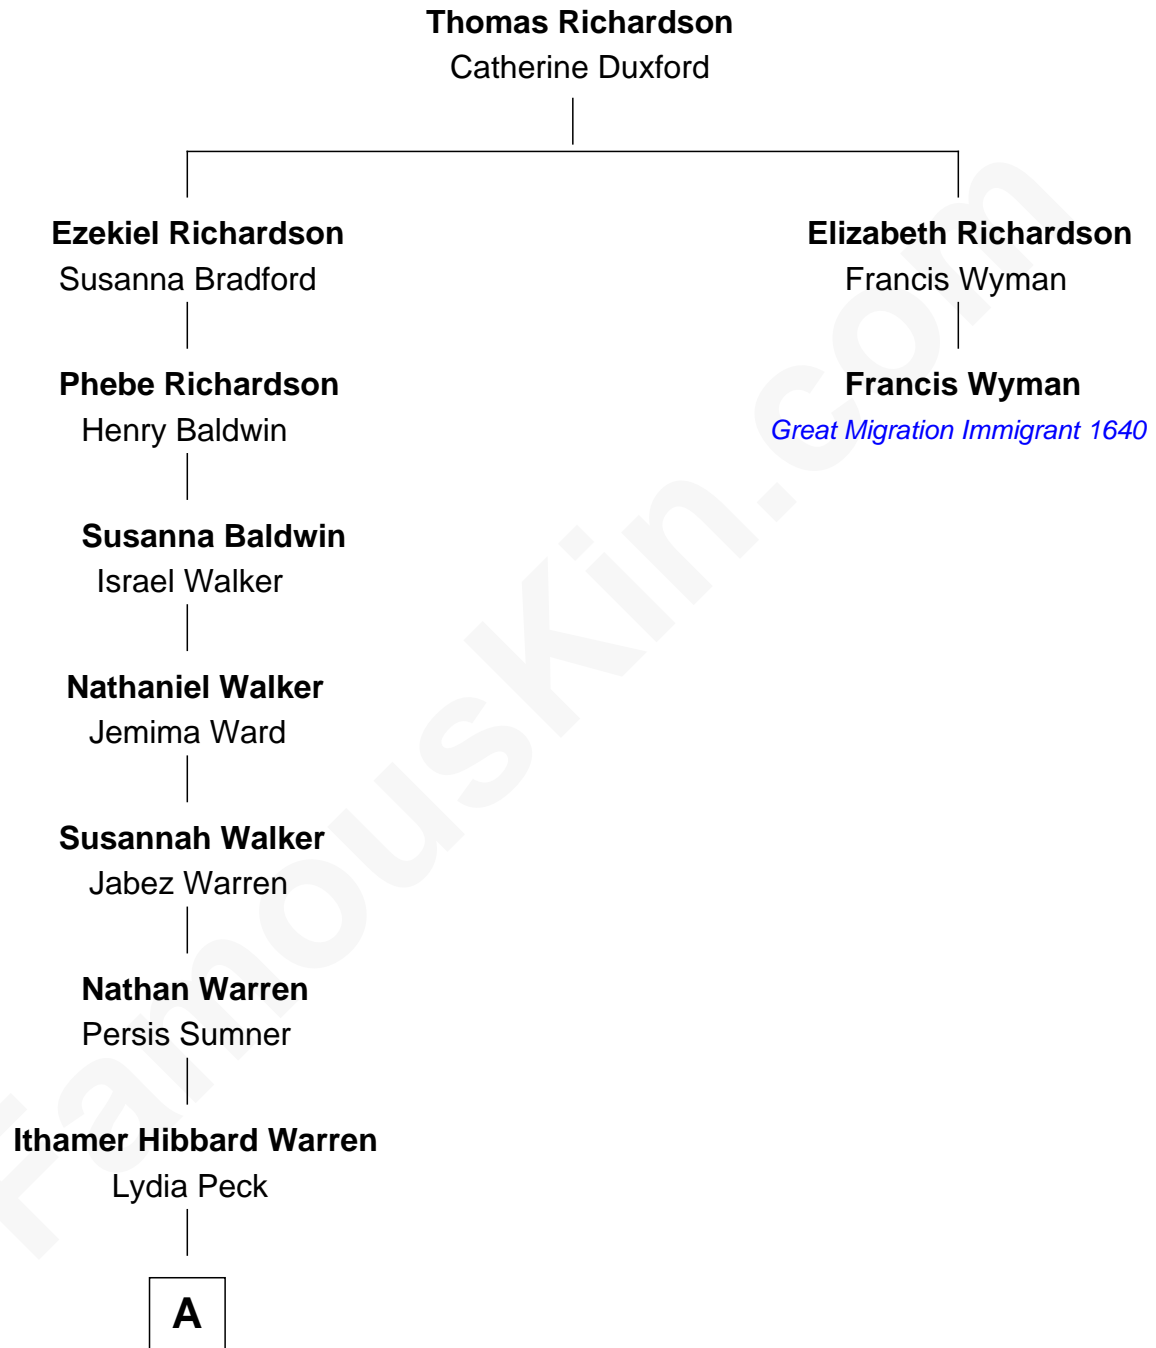 Thomas Richardson
Catherine Duxford
Ezekiel Richardson
Susanna Bradford
Elizabeth Richardson
Francis Wyman
Phebe Richardson
Henry Baldwin
Francis Wyman
Great Migration Immigrant 1640
Susanna Baldwin
Israel Walker
Nathaniel Walker
Jemima Ward
Susannah Walker
Jabez Warren
Nathan Warren
Persis Sumner
Ithamer Hibbard Warren
Lydia Peck
A
FamousKin.com